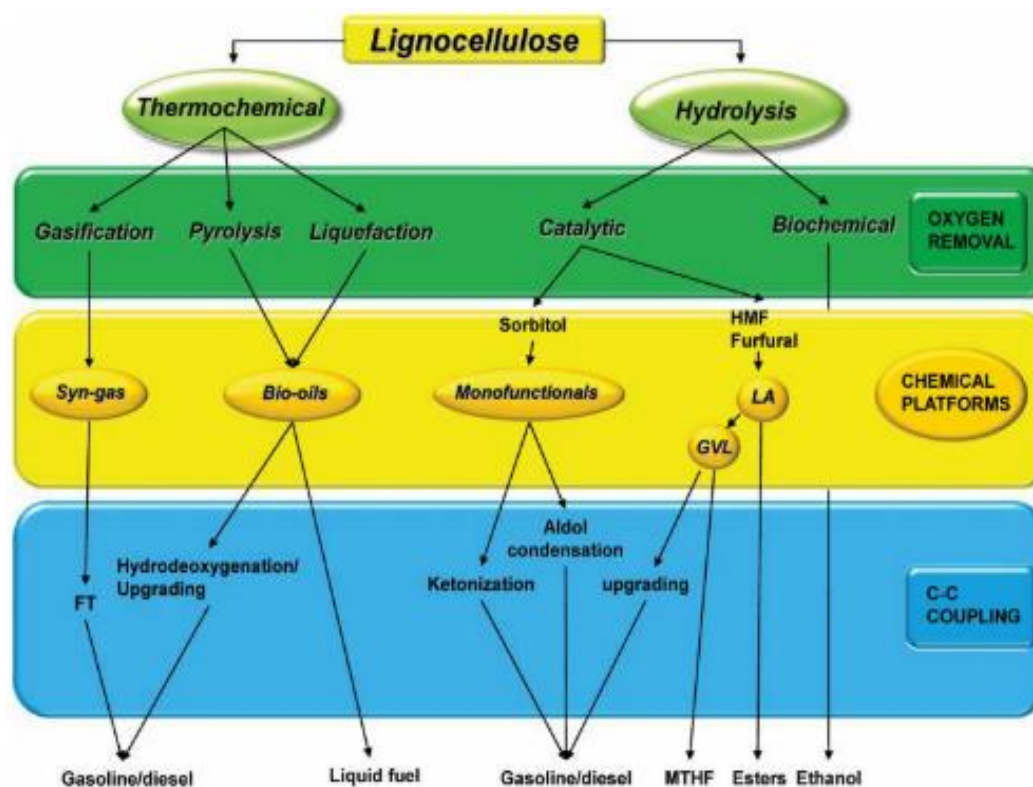 Lignocellulose
Thermochemical
Hydrolysis
Gasification
Pyrolysis
Liquefaction
Catalytic
Biochemical
OXYGEN
REMOVAL
Sorbitol
HMF
Furfural
Syn-gas
Bio-oils
Monofunctionals
LA
GVL
CHEMICAL
PLATFORMS
FT
Hydrodeoxygenation/
Upgrading
Ketonization
Aldol
condensation
upgrading
C-C
COUPLING
Gasoline/diesel
Liquid fuel
Gasoline/diesel
MTHF
Esters
Ethanol